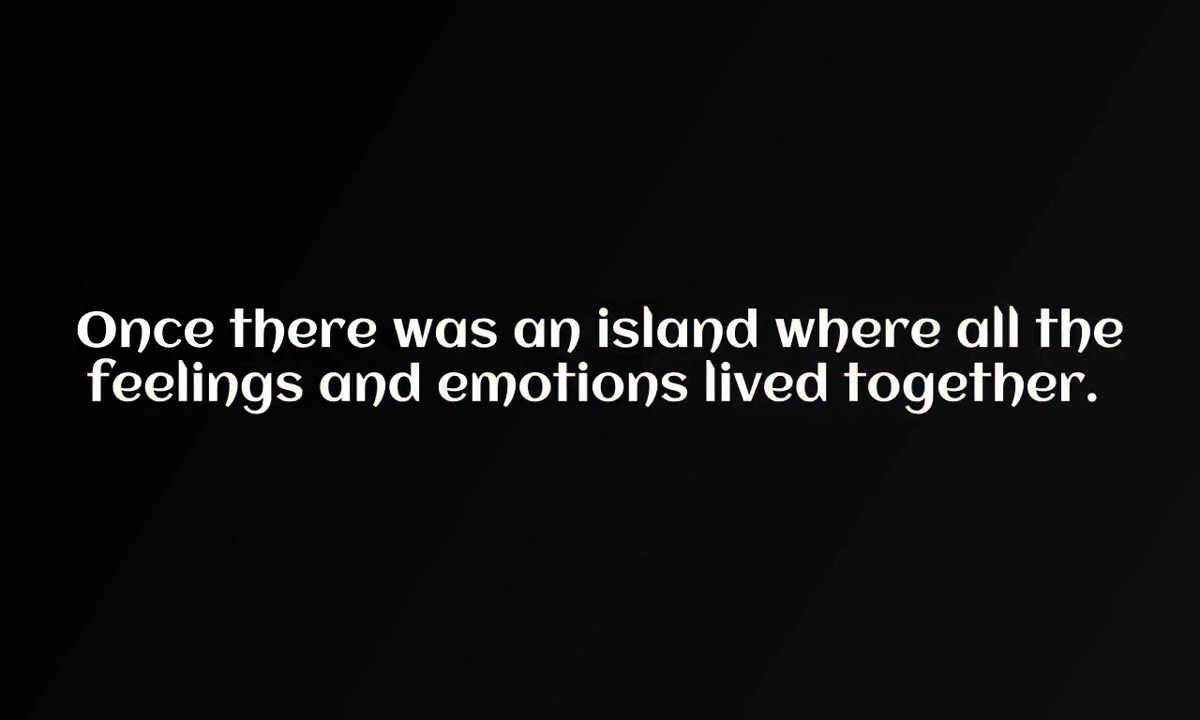 Once there was an island where all the
feelings and emotions lived together.